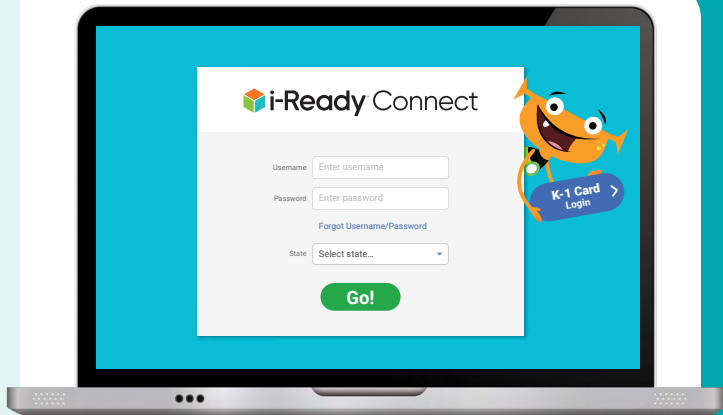 i-Ready Connect
Username Enter username
Password Enter password
Forgot Username/Password
State Select state...
Go!
K-1 Card
Login